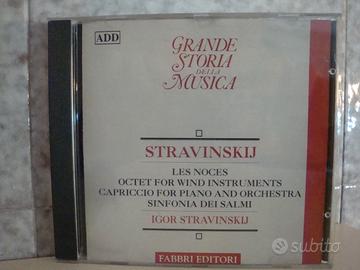 ADD
GRANDE
STORIA
DELLA
MUSICA
STRAVINSKIJ
LES NOCES
OCTET FOR WIND INSTRUMENTS
CAPRICCIO FOR PIANO AND ORCHESTRA
SINFONIA DEI SALMI
IGOR STRAVINSKIJ
FABBRI EDITORI
subito